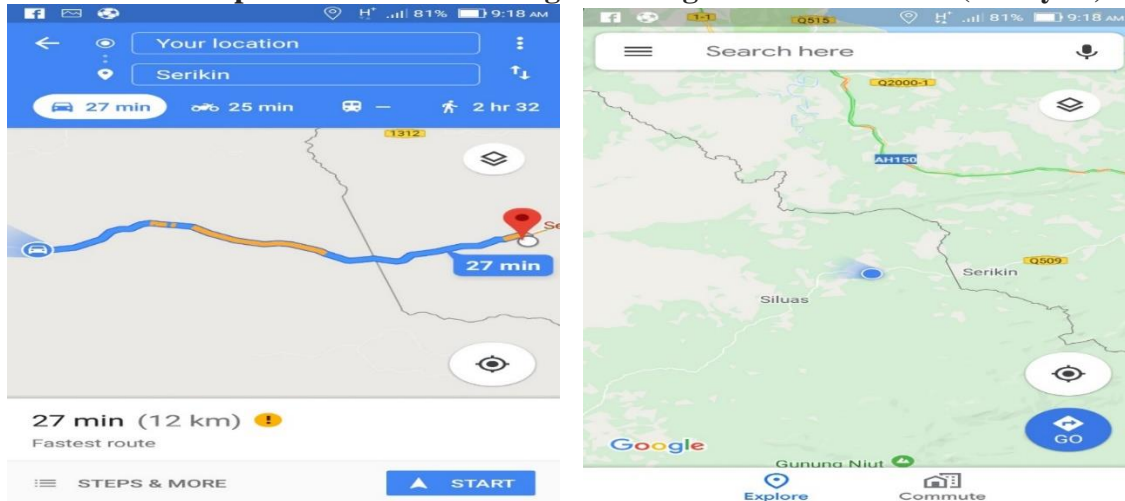 H+ 81% 9:18 AM
Your location
Serikin
27 min
25 min
—
2 hr 32
1312
27 min
27 min (12 km)
Fastest route
STEPS & MORE
START
1-1
Q515
H+ 81% 9:18 AM
Search here
Q2000-1
AH150
Q509
Serikin
Siluas
GO
Google
Gunung Niut
Explore
Commute